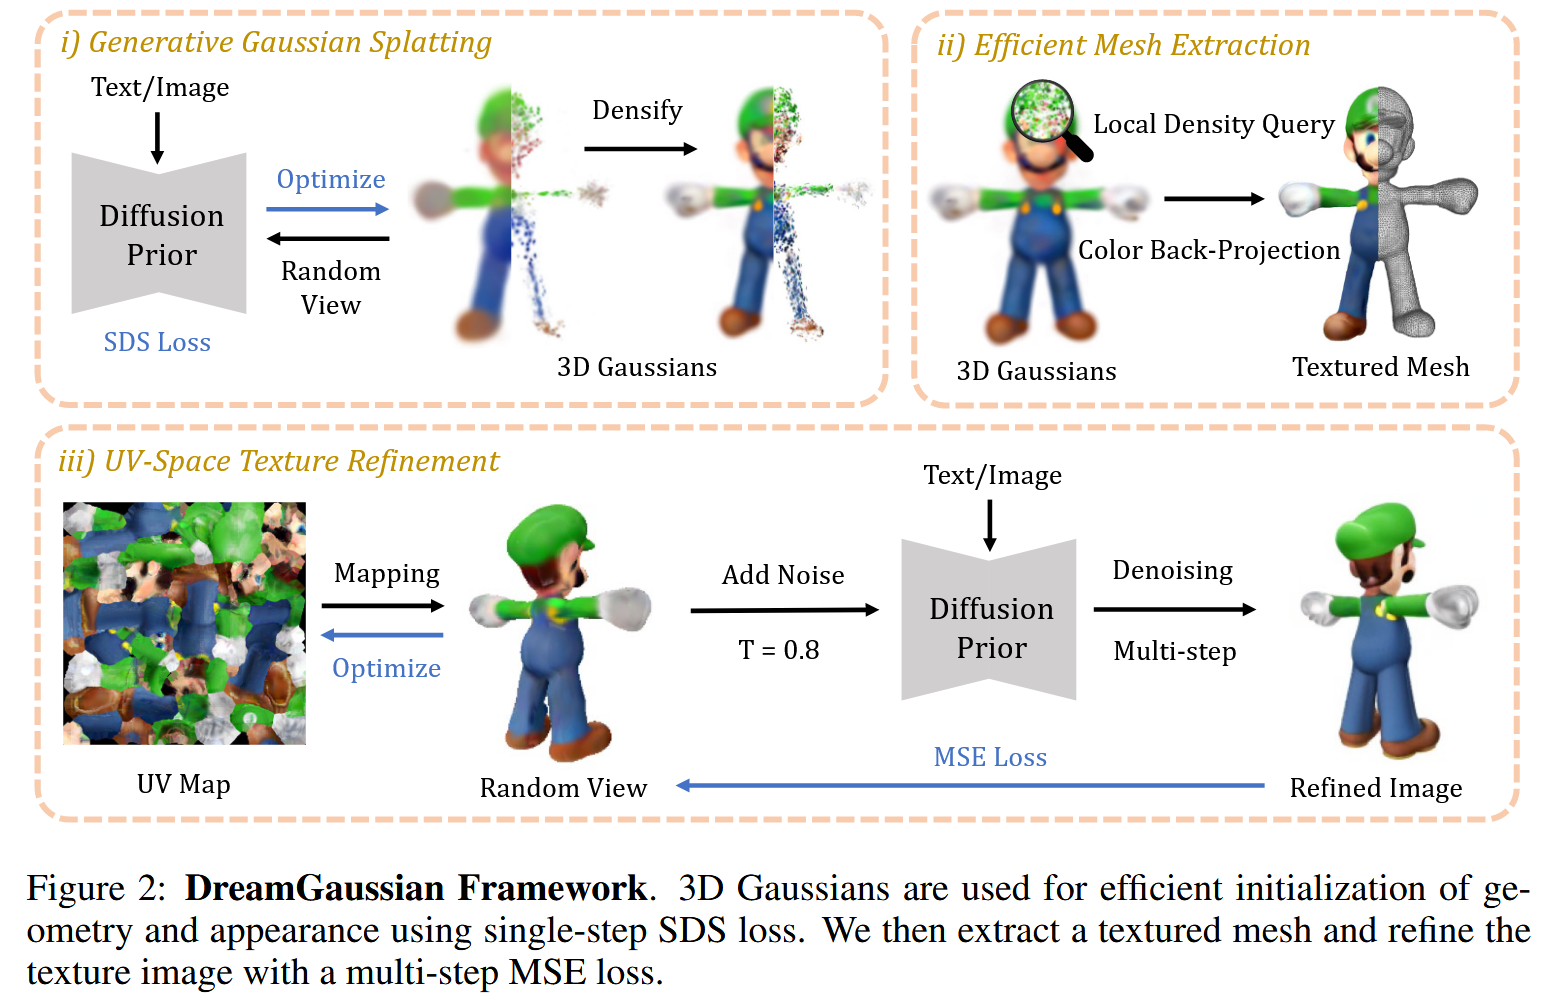 i) Generative Gaussian Splatting
Text/Image
Diffusion
Prior
SDS Loss
Optimize
Random
View
Densify
3D Gaussians
ii) Efficient Mesh Extraction
Local Density Query
Color Back-Projection
3D Gaussians
Textured Mesh
iii) UV-Space Texture Refinement
UV Map
Mapping
Optimize
Random View
Add Noise
T = 0.8
Text/Image
Diffusion
Prior
Denoising
Multi-step
MSE Loss
Refined Image
Figure 2: DreamGaussian Framework. 3D Gaussians are used for efficient initialization of ge-
ometry and appearance using single-step SDS loss. We then extract a textured mesh and refine the
texture image with a multi-step MSE loss.